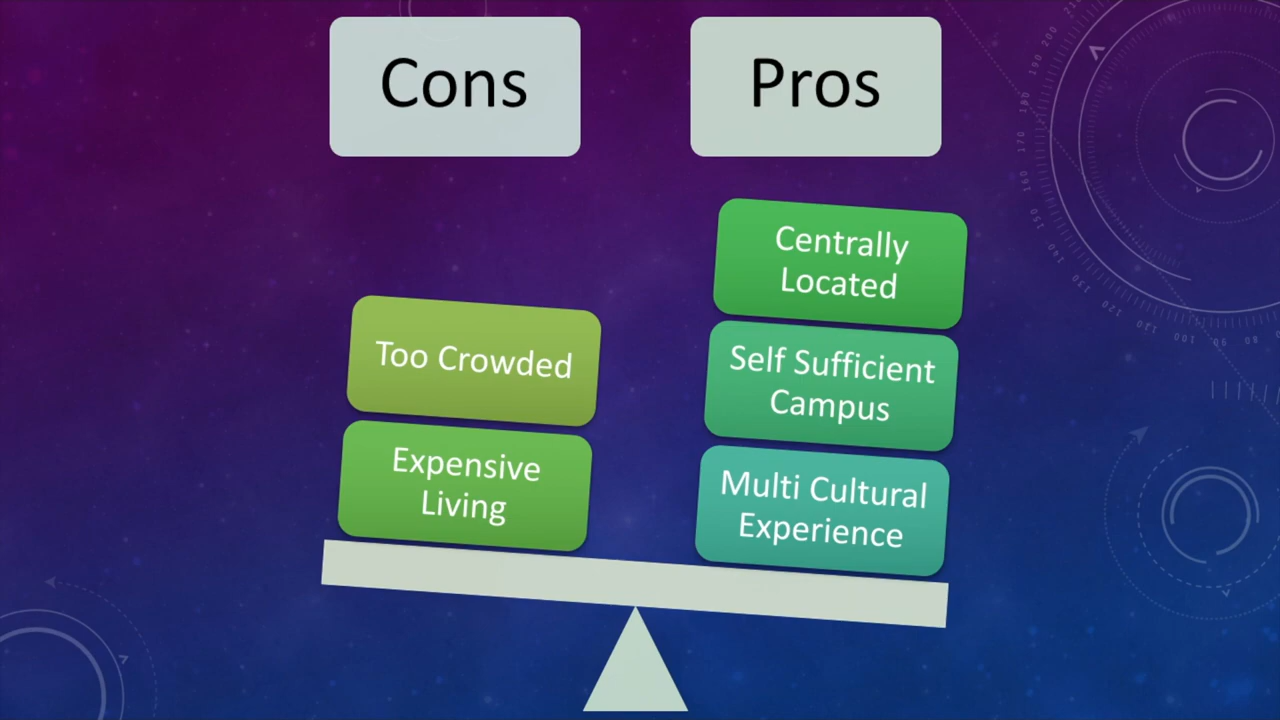 Cons
Pros
Too Crowded
Expensive
Living
Centrally
Located
Self Sufficient
Campus
Multi Cultural
Experience